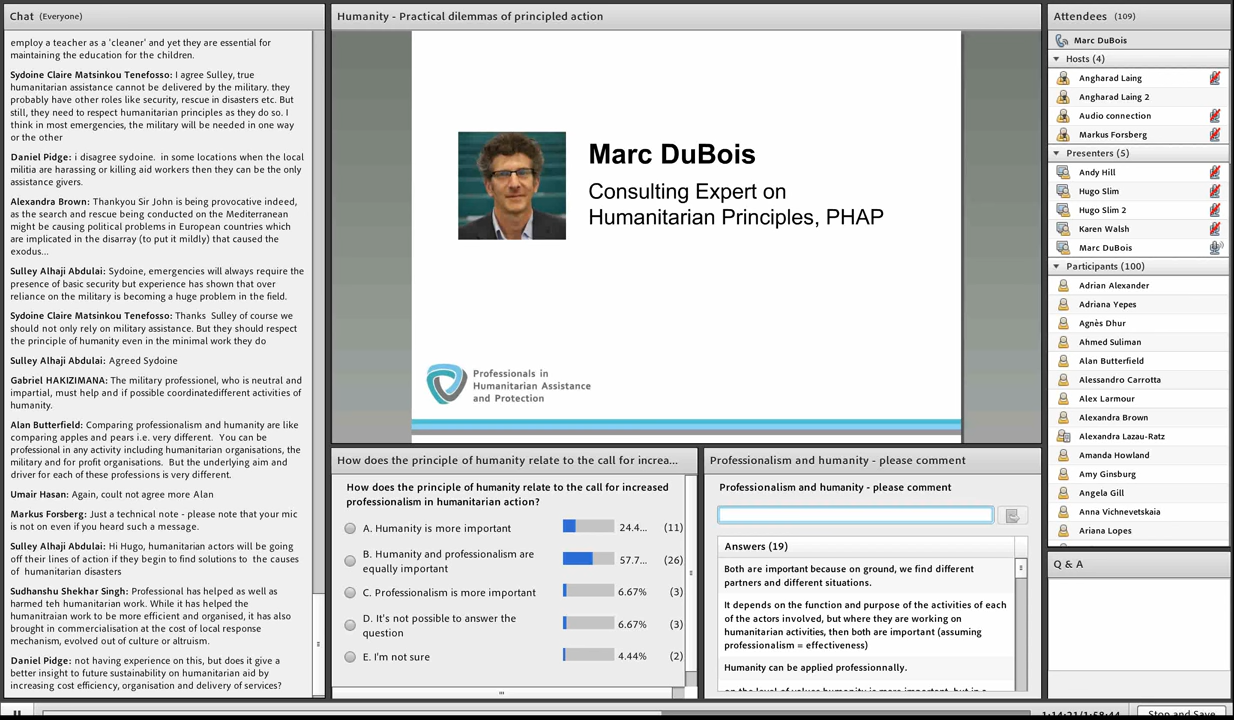 Chat (Everyone)
employ a teacher as a 'cleaner' and yet they are essential for
maintaining the education for the children.
Sydoine Claire Matsinkou Tenefosso: I agree Sulley, true
humanitarian assistance cannot be delivered by the military. they
probably have other roles like security, rescue in disasters etc. But
still, they need to respect humanitarian principles as they do so. I
think in most emergencies, the military will be needed in one way
or the other
Daniel Pidge: i disagree sydoine. in some locations when the local
militia are harassing or killing aid workers then they can be the only
assistance givers.
Alexandra Brown: Thankyou Sir John is being provocative indeed,
as the search and rescue being conducted on the Mediterranean
might be causing political problems in European countries which
are implicated in the disarray (to put it mildly) that caused the
exodus...
Sulley Alhaji Abdulai: Sydoine, emergencies will always require the
presence of basic security but experience has shown that over
reliance on the military is becoming a huge problem in the field.
Sydoine Claire Matsinkou Tenefosso: Thanks Sulley of course we
should not only rely on military assistance. But they should respect
the principle of humanity even in the minimal work they do
Sulley Alhaji Abdulai: Agreed Sydoine
Gabriel HAKIZIMANA: The military professionel, who is neutral and
impartial, must help and if possible coordinatedifferent activities of
humanity.
Alan Butterfield: Comparing professionalism and humanity are like
comparing apples and pears i.e. very different. You can be
professional in any activity including humanitarian organisations, the
military and for profit organisations. But the underlying aim and
driver for each of these professions is very different.
Umair Hasan: Again, coult not agree more Alan
Markus Forsberg: Just a technical note - please note that your mic
is not on even if you heard such a message.
Sulley Alhaji Abdulai: Hi Hugo, humanitarian actors will be going
off their lines of action if they begin to find solutions to the causes
of humanitarian disasters
Sudhanshu Shekhar Singh: Professional has helped as well as
harmed teh humanitarian work. While it has helped the
humanitraian work to be more efficient and organised, it has also
brought in commercialisation at the cost of local response
mechanism, evolved out of culture or altruism.
Daniel Pidge: not having experience on this, but does it give a
better insight to future sustainability on humanitarian aid by
increasing cost efficiency, organisation and delivery of services?
Humanity - Practical dilemmas of principled action
Marc DuBois
Consulting Expert on
Humanitarian Principles, PHAP
Professionals in
Humanitarian Assistance
and Protection
How does the principle of humanity relate to the call for increa...
How does the principle of humanity relate to the call for increased
professionalism in humanitarian action?
A. Humanity is more important 24.4... (11)
B. Humanity and professionalism are
equally important 57.7... (26)
C. Professionalism is more important 6.67% (3)
D. It's not possible to answer the
question 6.67% (3)
E. I'm not sure 4.44% (2)
Professionalism and humanity - please comment
Professionalism and humanity - please comment
Answers (19)
Both are important because on ground, we find different
partners and different situations.
It depends on the function and purpose of the activities of each
of the actors involved, but where they are working on
humanitarian activities, then both are important (assuming
professionalism = effectiveness)
Humanity can be applied professionnally.
on the level of values humanity is more important, but in a
Attendees (109)
Marc DuBois
Hosts (4)
Angharad Laing
Angharad Laing 2
Audio connection
Markus Forsberg
Presenters (5)
Andy Hill
Hugo Slim
Hugo Slim 2
Karen Walsh
Marc DuBois
Participants (100)
Adrian Alexander
Adriana Yepes
Agnès Dhur
Ahmed Suliman
Alan Butterfield
Alessandro Carrotta
Alex Larmour
Alexandra Brown
Alexandra Lazau-Ratz
Amanda Howland
Amy Ginsburg
Angela Gill
Anna Vichnevetskaia
Ariana Lopes
Q & A
1:14:21/1:58:44
Stop and Save